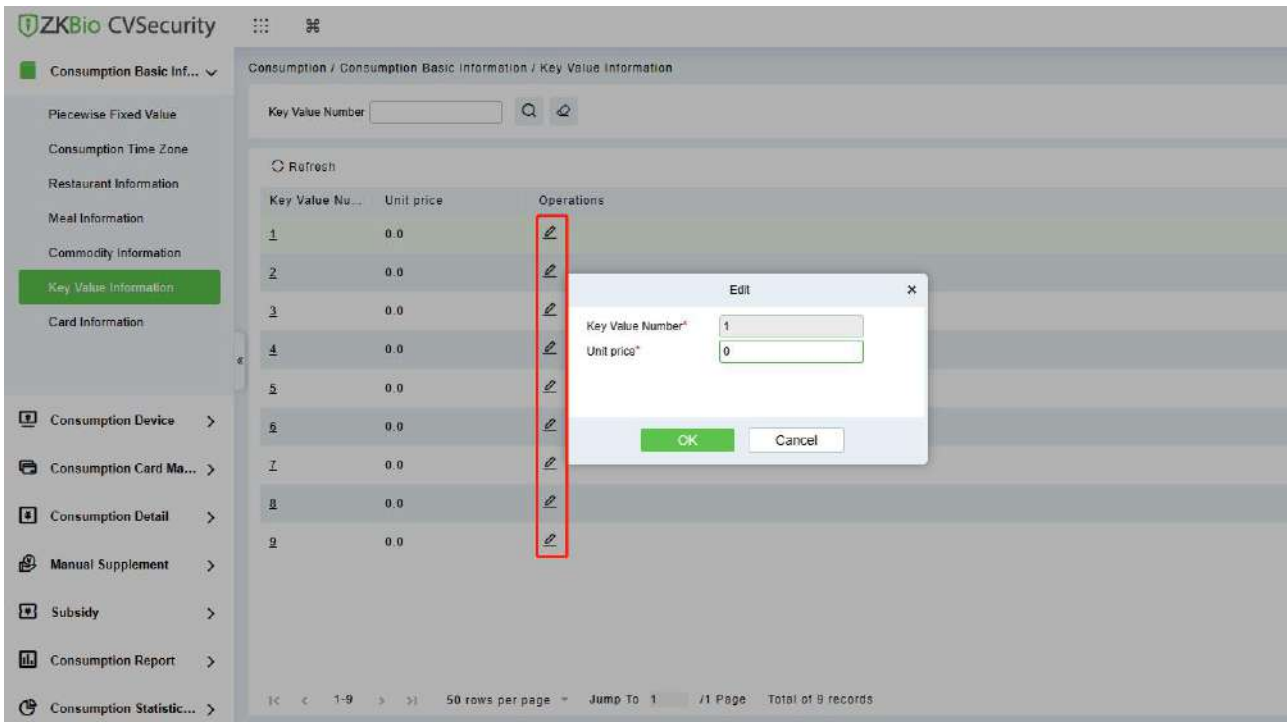 ZKBio CVSecurity
Consumption Basic Inf...
Piecewise Fixed Value
Consumption Time Zone
Restaurant Information
Meal Information
Commodity Information
Key Value Information
Card Information
Consumption Device
Consumption Card Ma...
Consumption Detail
Manual Supplement
Subsidy
Consumption Report
Consumption Statistic...
Consumption / Consumption Basic Information / Key Value Information
Key Value Number
Refresh
Key Value Nu... Unit price Operations
1 0.0
2 0.0
3 0.0
4 0.0
5 0.0
6 0.0
7 0.0
8 0.0
9 0.0
Edit
Key Value Number* 1
Unit price* 0
OK Cancel
1-9 50 rows per page Jump To 1 /1 Page Total of 9 records